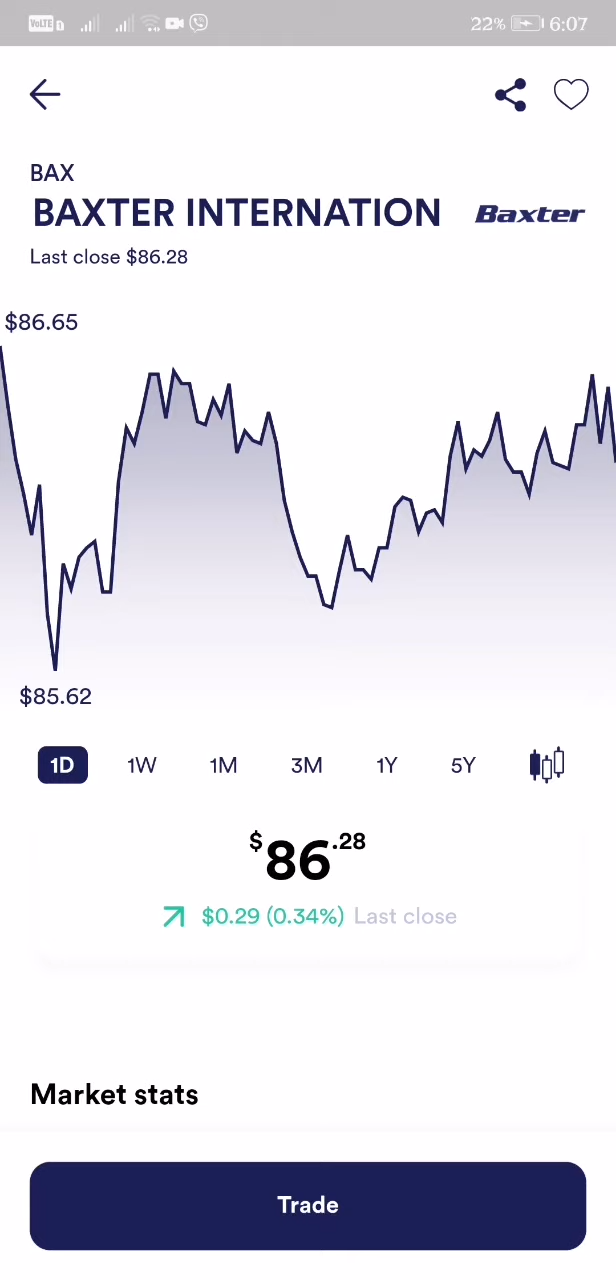 VoLTE 22% 6:07
BAX
BAXTER INTERNATION Baxter
Last close $86.28
$86.65
$85.62
1D 1W 1M 3M 1Y 5Y
$86.28
$0.29 (0.34%) Last close
Market stats
Trade